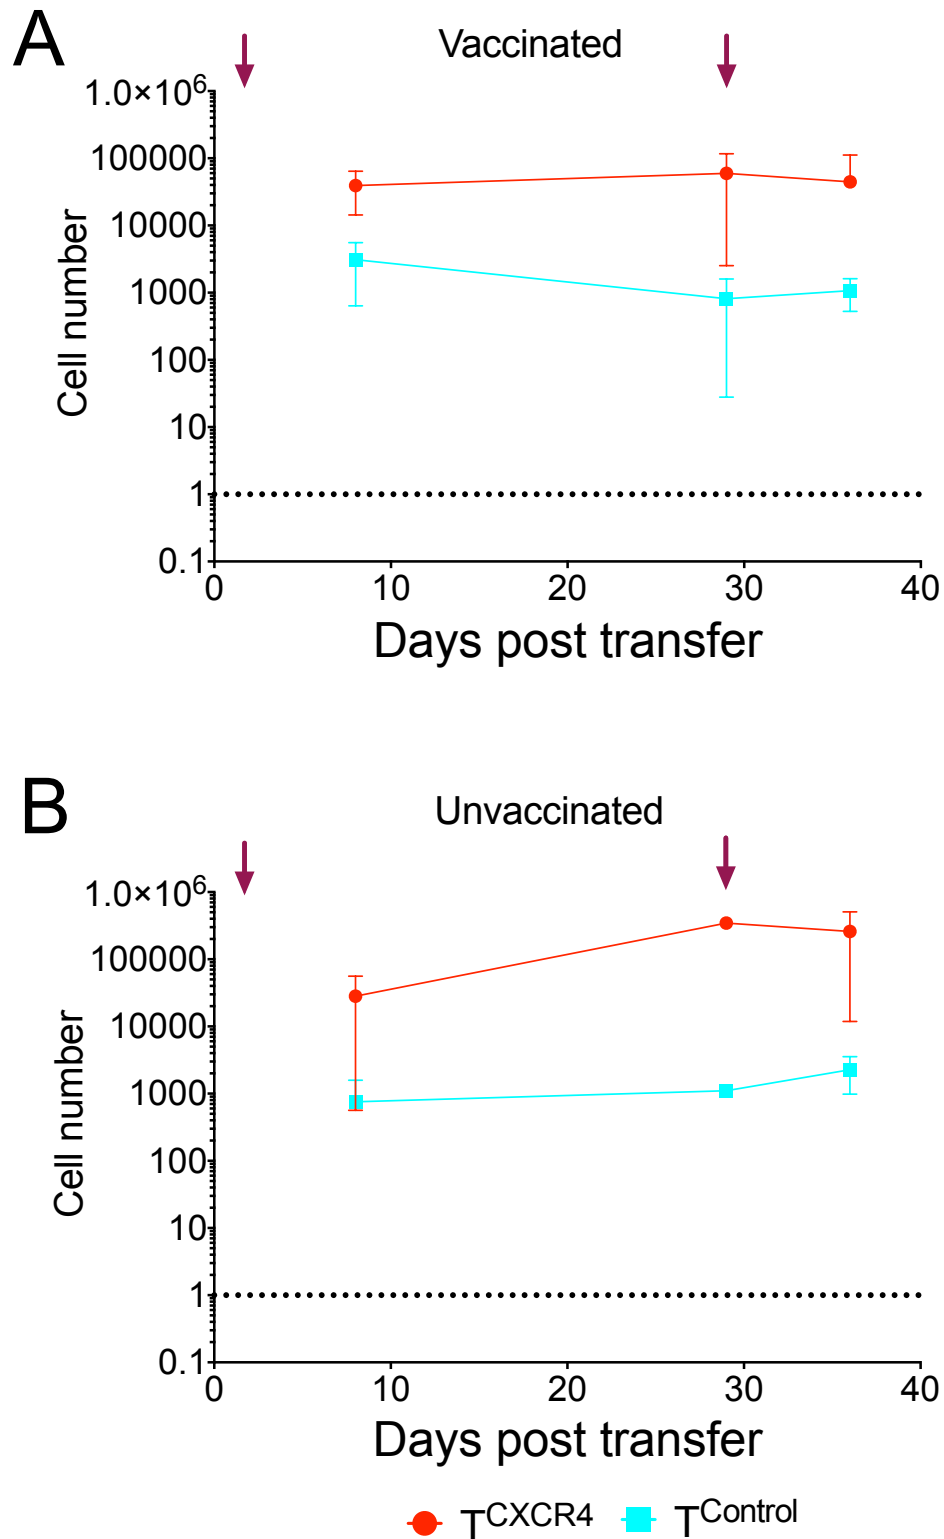 A
Vaccinated
1.0×10⁶
100000
10000
1000
100
10
1
0.1
Cell number
0 10 20 30 40
Days post transfer
B
Unvaccinated
1.0×10⁶
100000
10000
1000
100
10
1
0.1
Cell number
0 10 20 30 40
Days post transfer
T^CXCR4 T^Control